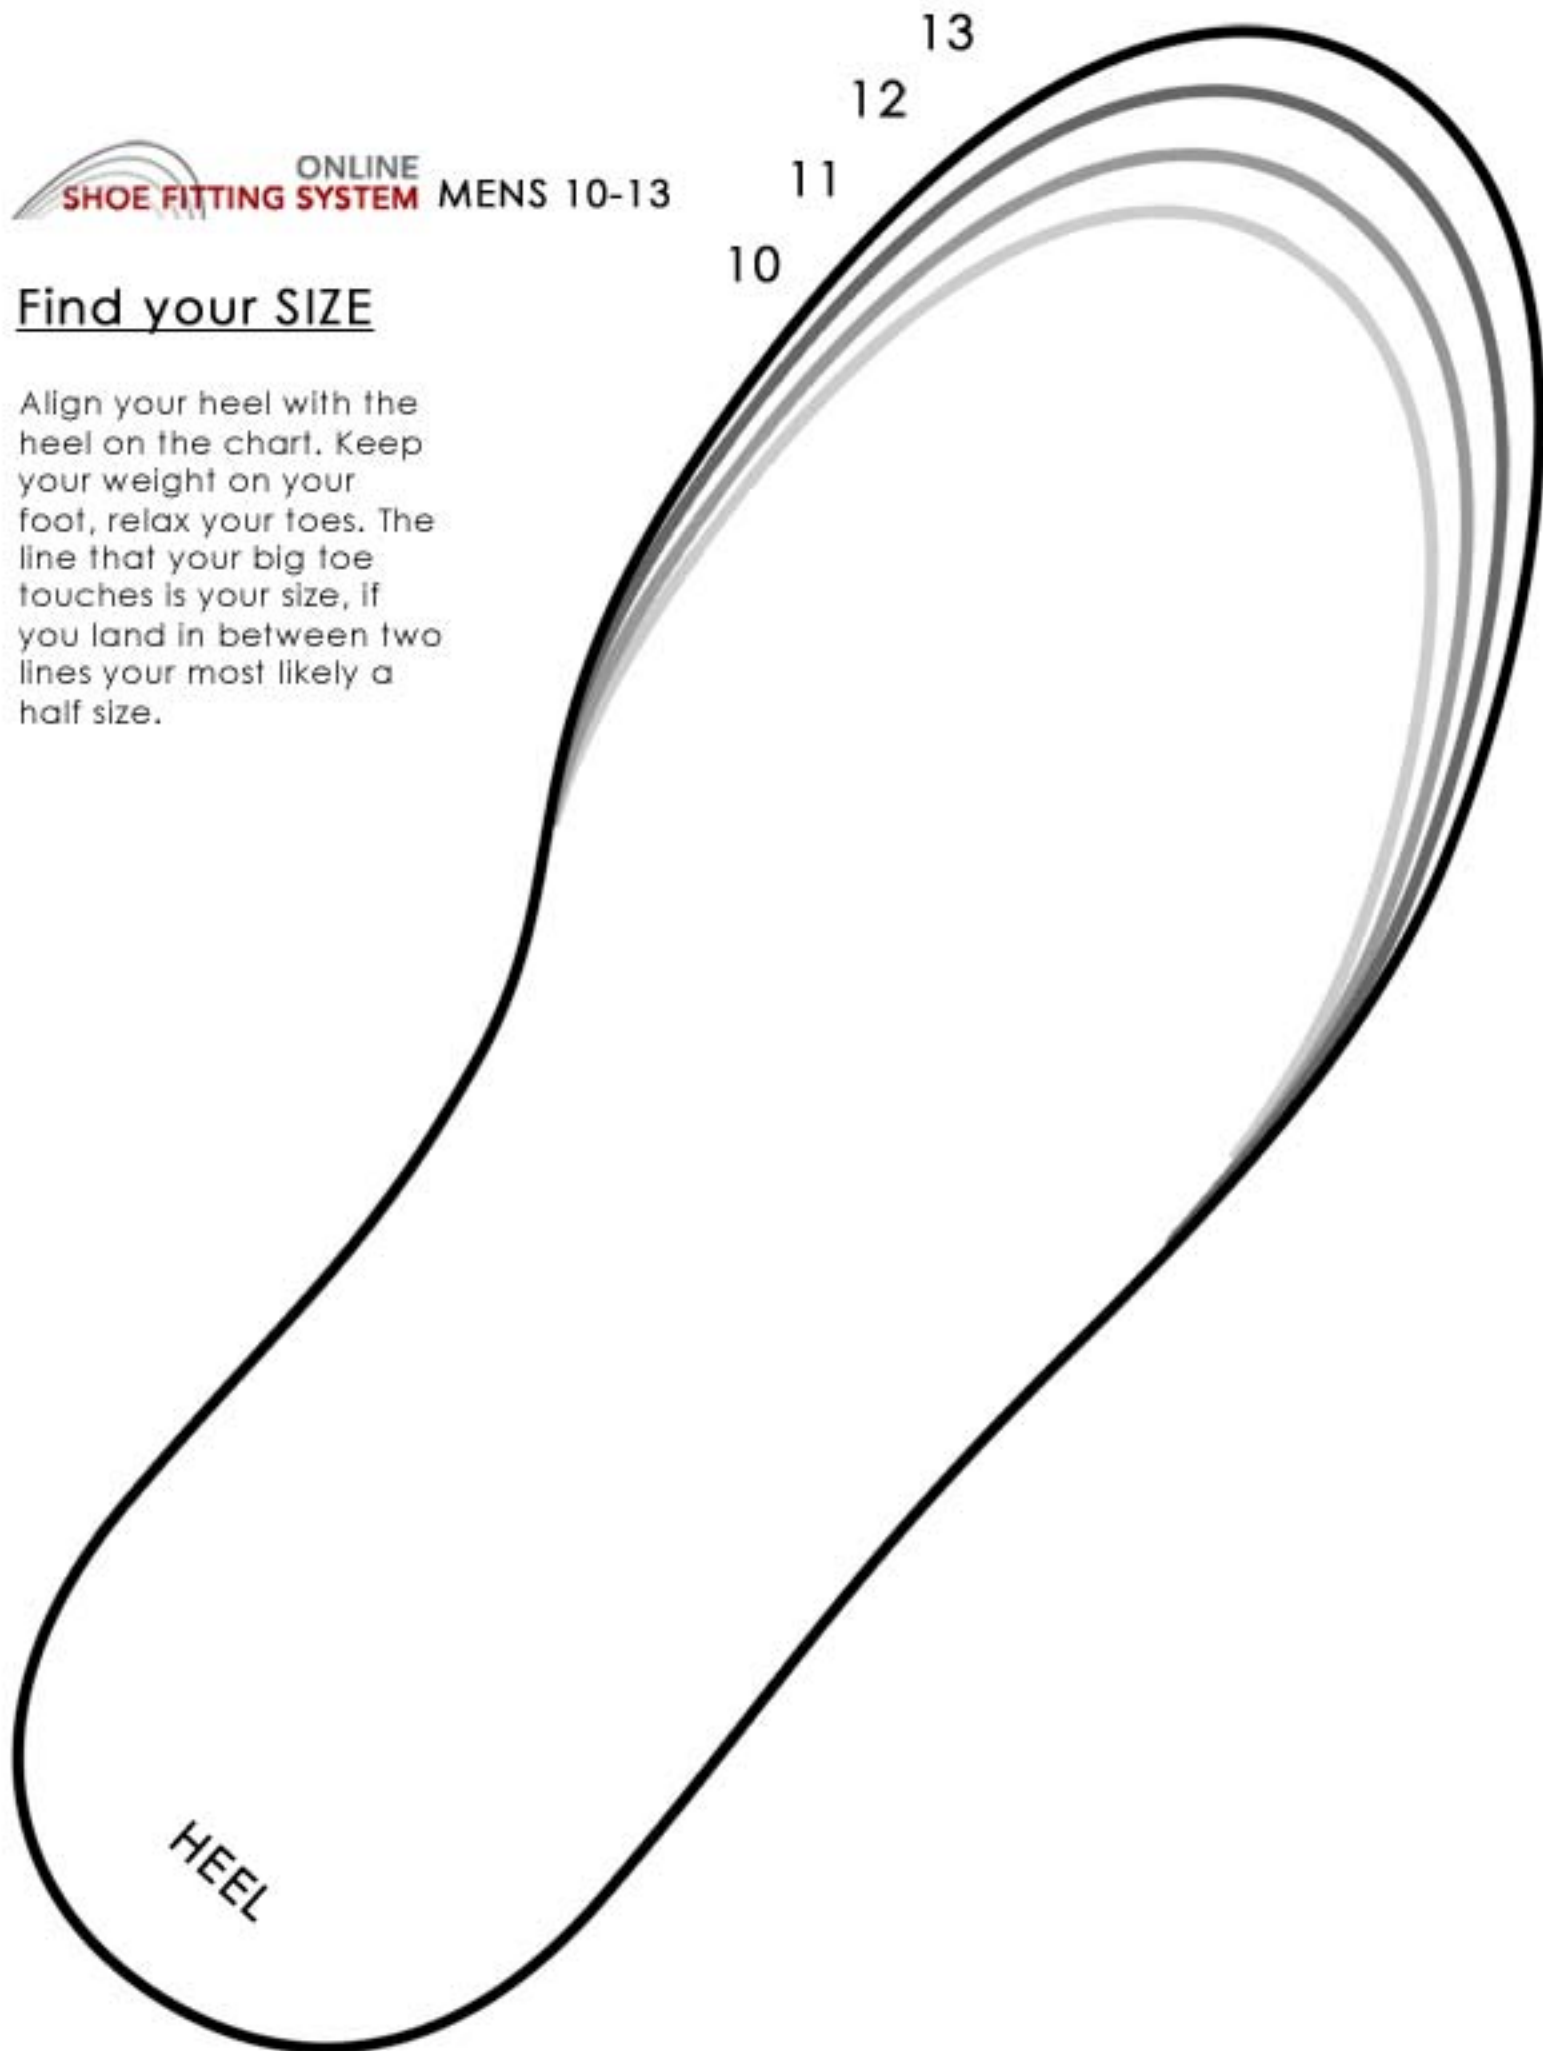 13
12
11
10
ONLINE
SHOE FITTING SYSTEM MENS 10-13
Find your SIZE
Align your heel with the
heel on the chart. Keep
your weight on your
foot, relax your toes. The
line that your big toe
touches is your size, if
you land in between two
lines your most likely a
half size.
HEEL